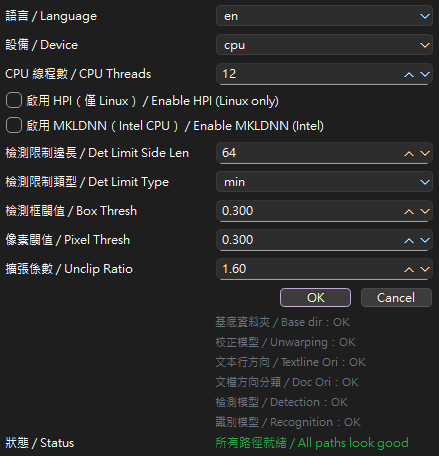 語言 / Language en
設備 / Device cpu
CPU 線程數 / CPU Threads 12
啟用 HPI（僅 Linux） / Enable HPI (Linux only)
啟用 MKLDNN（Intel CPU） / Enable MKLDNN (Intel)
檢測限制邊長 / Det Limit Side Len 64
檢測限制類型 / Det Limit Type min
檢測框閾值 / Box Thresh 0.300
像素閾值 / Pixel Thresh 0.300
擴張係數 / Unclip Ratio 1.60
OK Cancel
基底資料夾 / Base dir：OK
校正模型 / Unwarping：OK
文本行方向 / Textline Ori：OK
文檔方向分類 / Doc Ori：OK
檢測模型 / Detection：OK
識別模型 / Recognition：OK
狀態 / Status 所有路徑就緒 / All paths look good